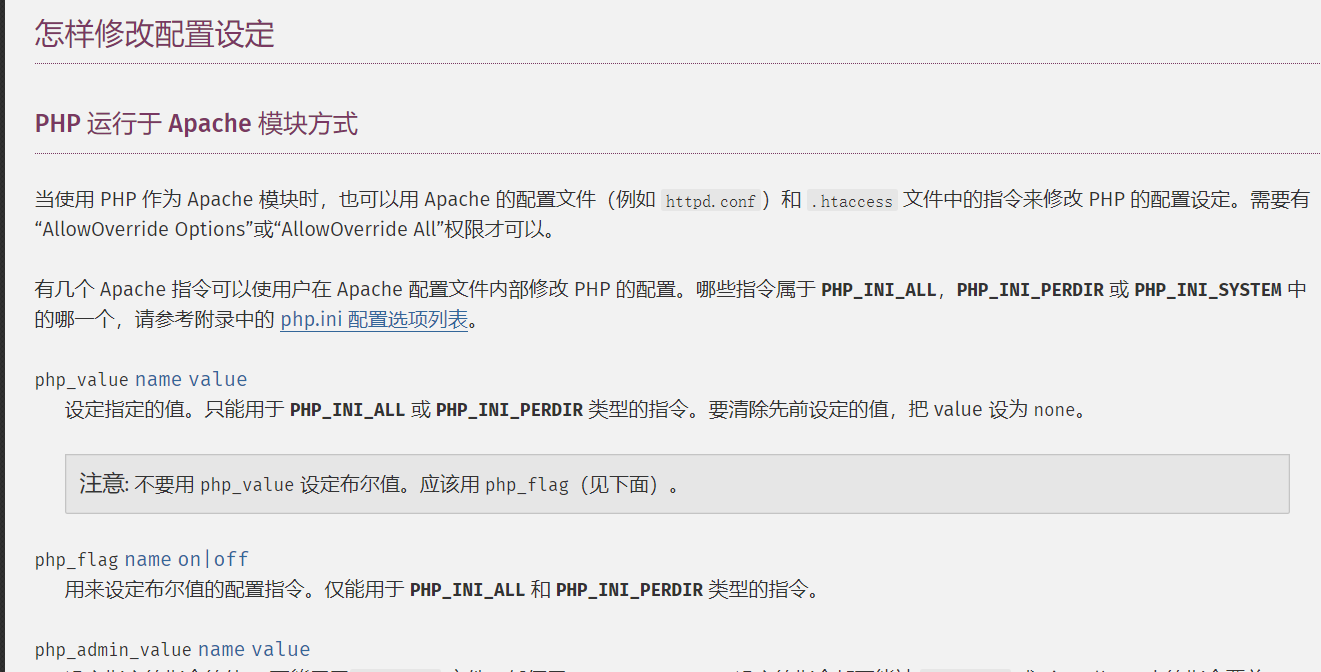 怎样修改配置设定
PHP 运行于 Apache 模块方式
当使用 PHP 作为 Apache 模块时，也可以用 Apache 的配置文件（例如 httpd.conf）和 .htaccess 文件中的指令来修改 PHP 的配置设定。需要有
“AllowOverride Options”或“AllowOverride All”权限才可以。
有几个 Apache 指令可以使用户在 Apache 配置文件内部修改 PHP 的配置。哪些指令属于 PHP_INI_ALL，PHP_INI_PERDIR 或 PHP_INI_SYSTEM 中
的哪一个，请参考附录中的 php.ini 配置选项列表。
php_value name value
设定指定的值。只能用于 PHP_INI_ALL 或 PHP_INI_PERDIR 类型的指令。要清除先前设定的值，把 value 设为 none。
注意: 不要用 php_value 设定布尔值。应该用 php_flag（见下面）。
php_flag name on|off
用来设定布尔值的配置指令。仅能用于 PHP_INI_ALL 和 PHP_INI_PERDIR 类型的指令。
php_admin_value name value